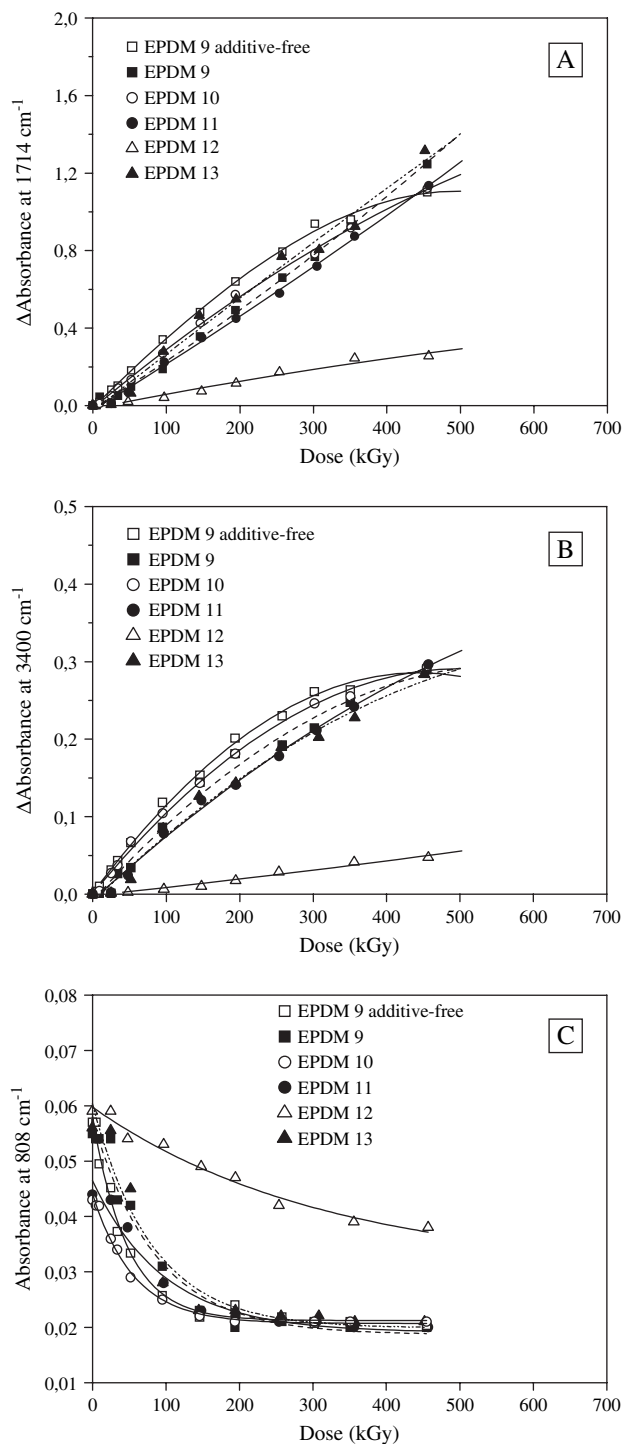 2,0
1,6
1,2
0,8
0,4
0,0
ΔAbsorbance at 1714 cm⁻¹
EPDM 9 additive-free
EPDM 9
EPDM 10
EPDM 11
EPDM 12
EPDM 13
A
0 100 200 300 400 500 600 700
Dose (kGy)
0,5
0,4
0,3
0,2
0,1
0,0
ΔAbsorbance at 3400 cm⁻¹
EPDM 9 additive-free
EPDM 9
EPDM 10
EPDM 11
EPDM 12
EPDM 13
B
0 100 200 300 400 500 600 700
Dose (kGy)
0,08
0,07
0,06
0,05
0,04
0,03
0,02
0,01
Absorbance at 808 cm⁻¹
EPDM 9 additive-free
EPDM 9
EPDM 10
EPDM 11
EPDM 12
EPDM 13
C
0 100 200 300 400 500 600 700
Dose (kGy)